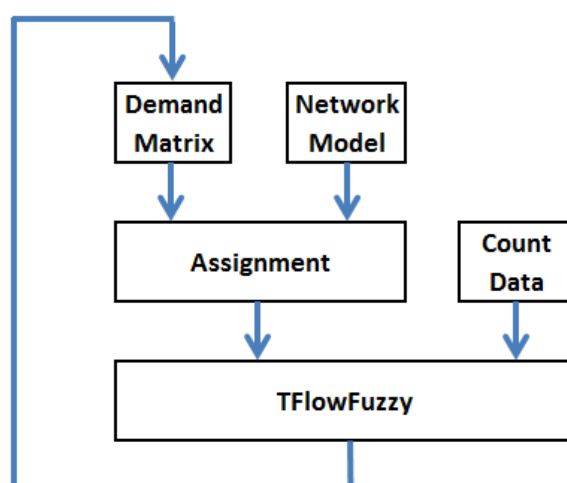 Demand
Matrix
Network
Model
Assignment
Count
Data
TFlowFuzzy